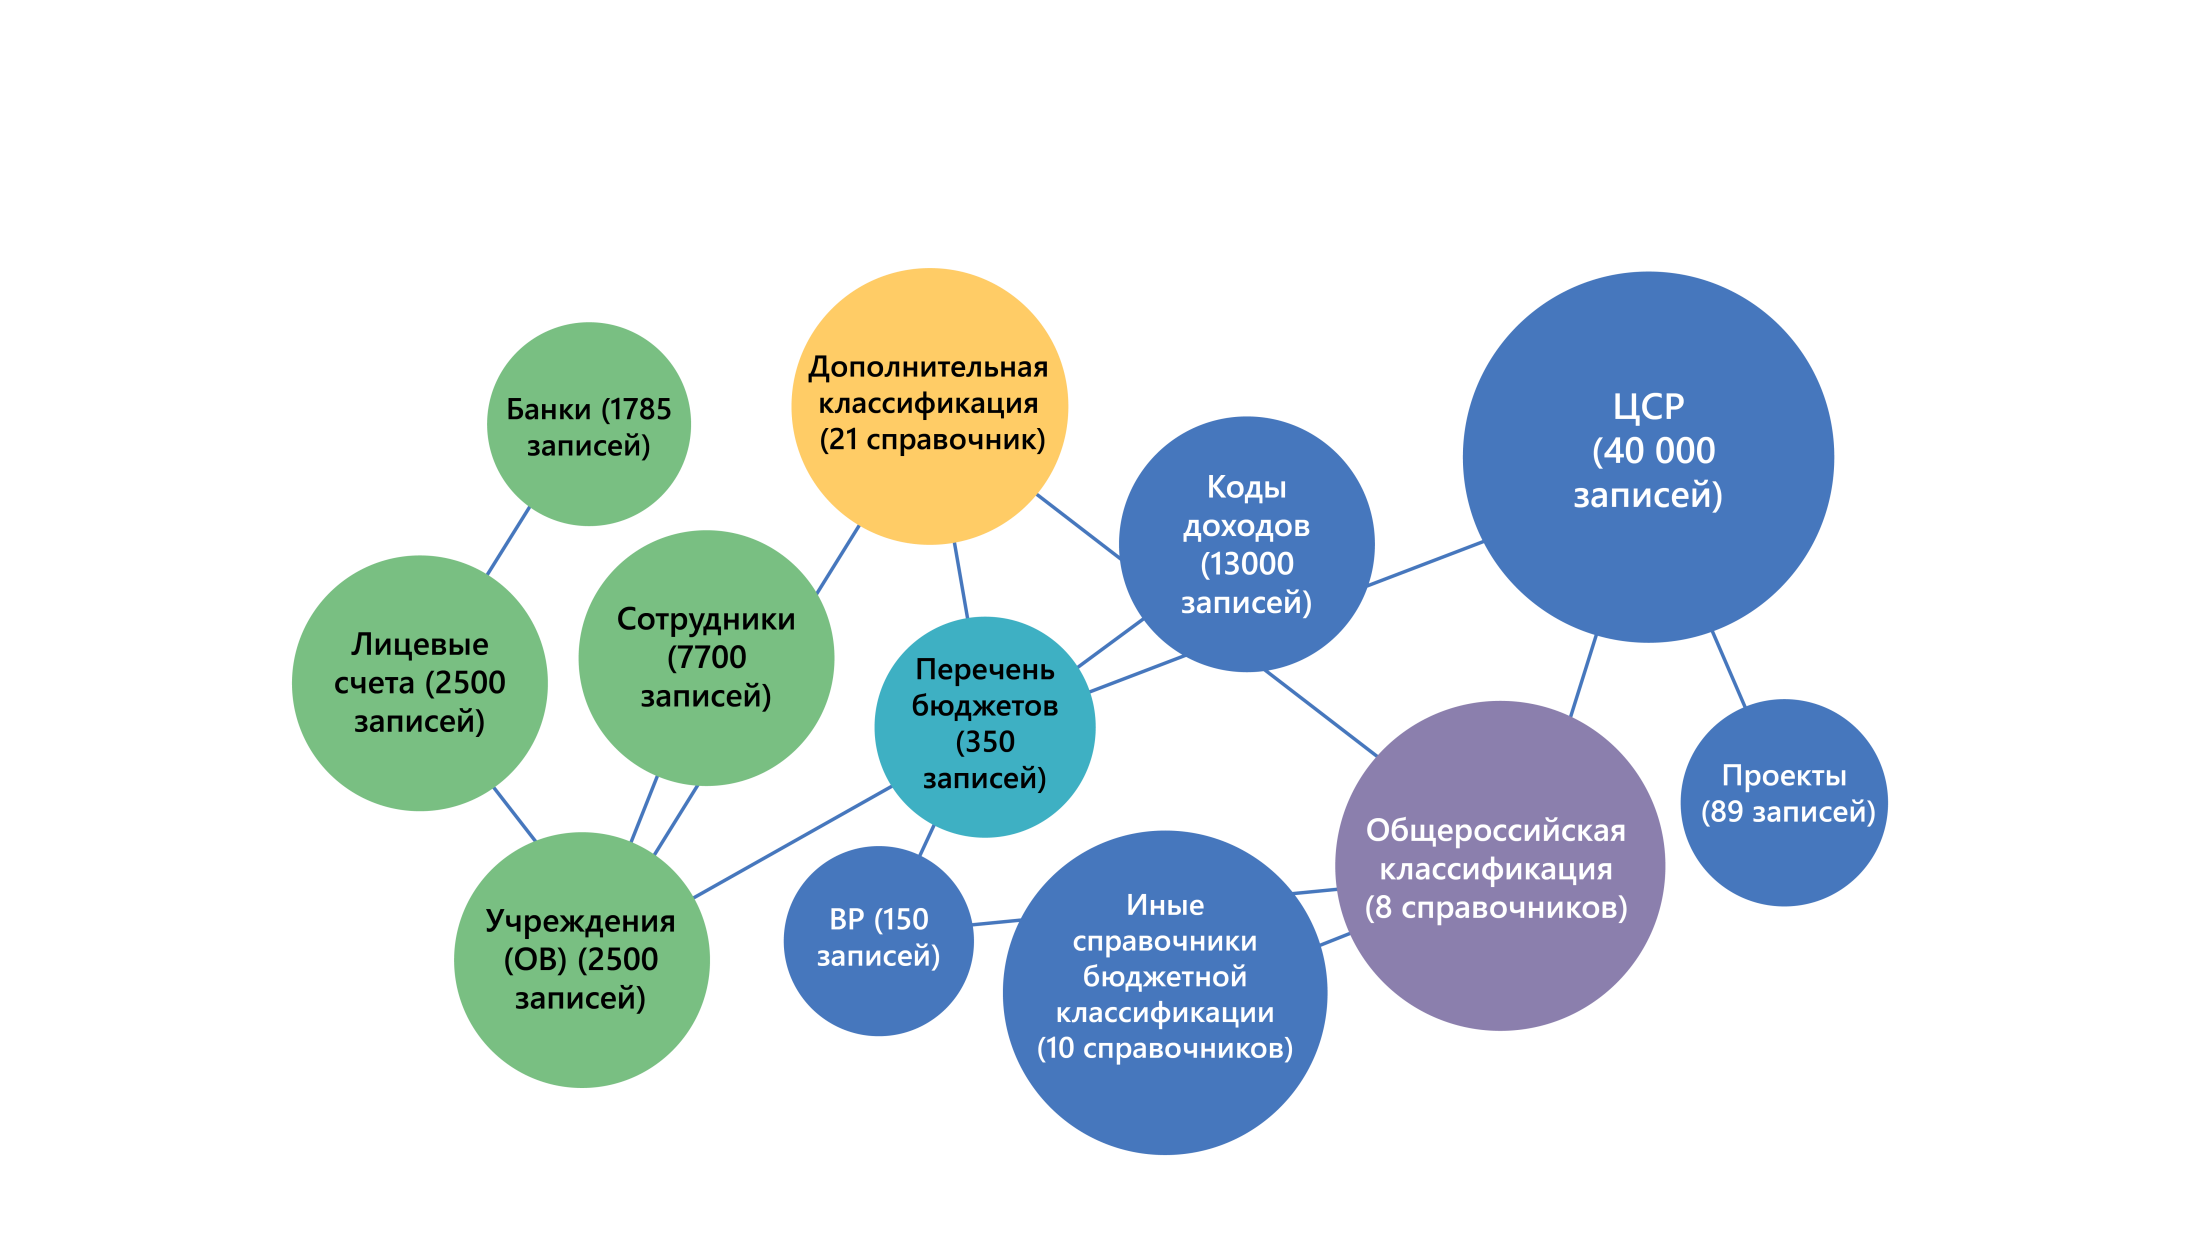 Банки (1785
записей)
Дополнительная
классификация
(21 справочник)
Коды
доходов
(13000
записей)
ЦСР
(40 000
записей)
Лицевые
счета (2500
записей)
Сотрудники
(7700
записей)
Перечень
бюджетов
(350
записей)
Проекты
(89 записей)
Общероссийская
классификация
(8 справочников)
Учреждения
(ОВ) (2500
записей)
ВР (150
записей)
Иные
справочники
бюджетной
классификации
(10 справочников)